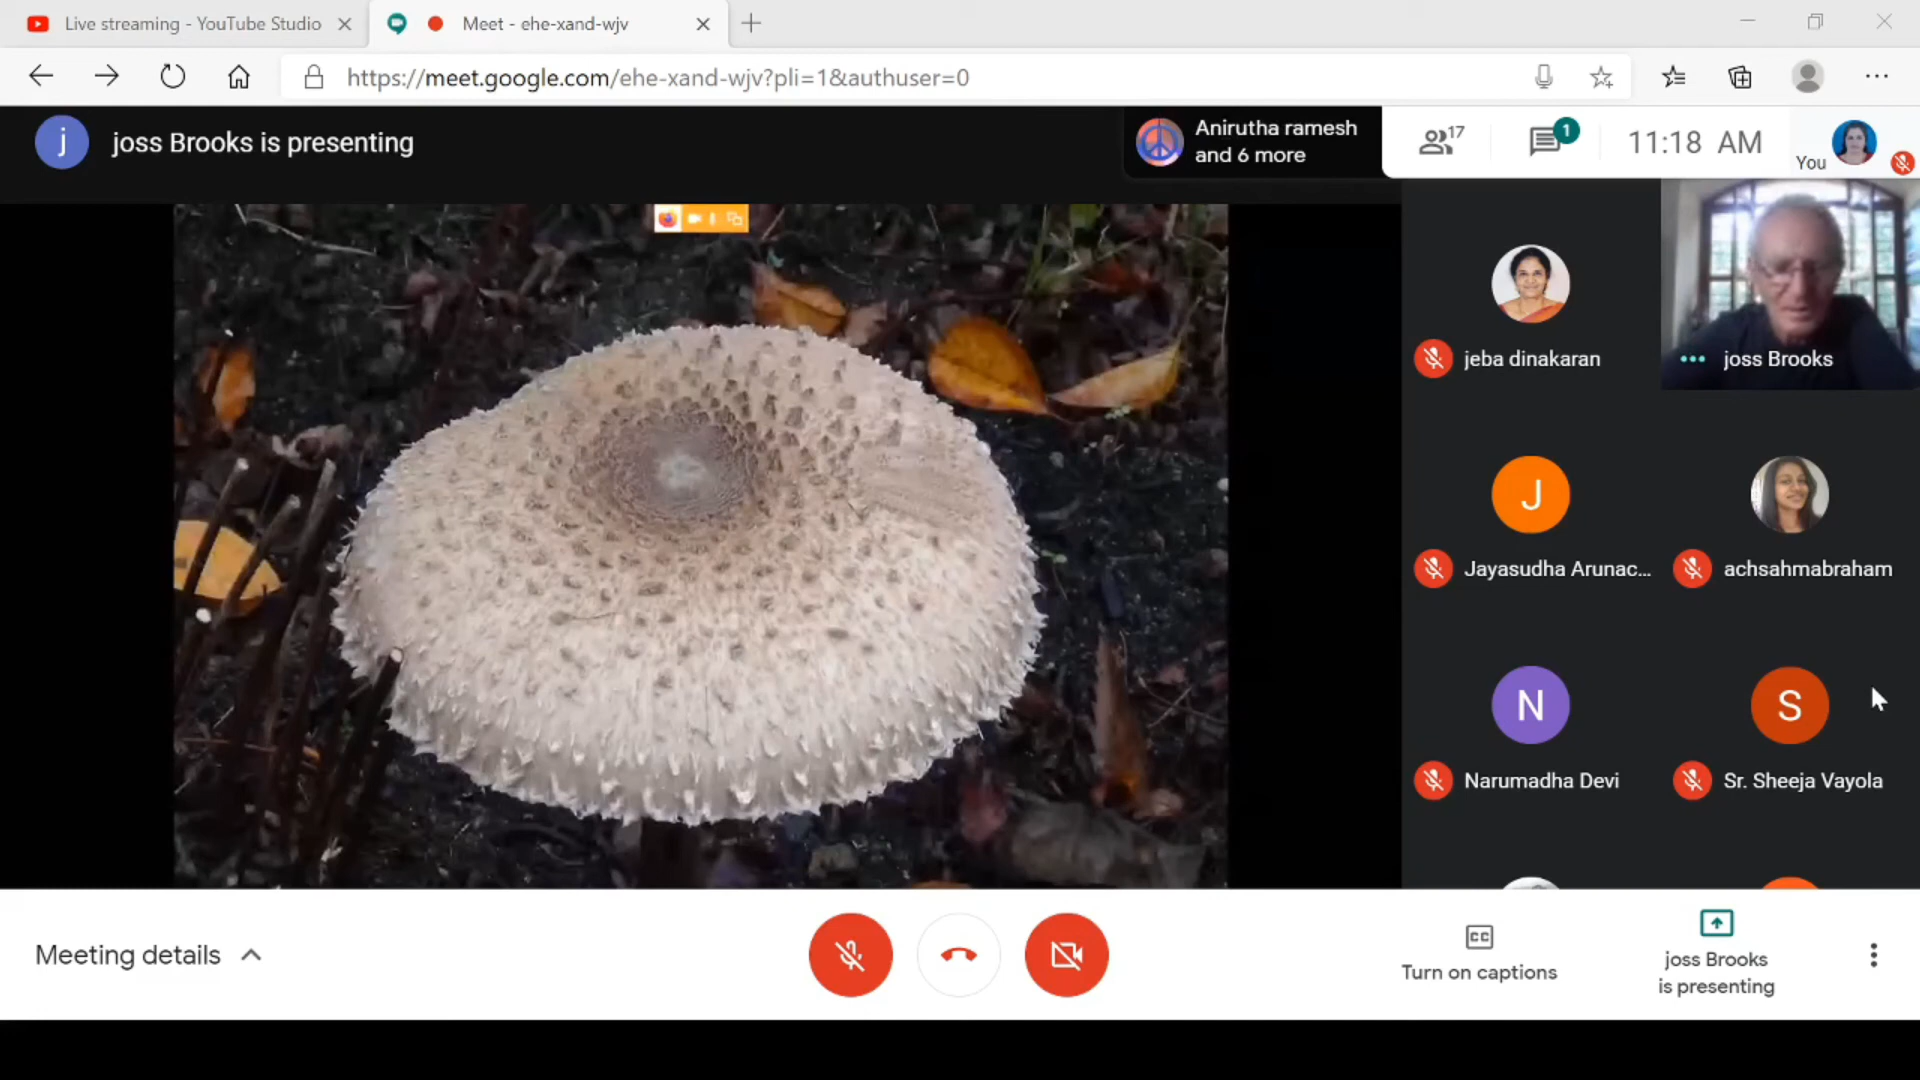 Live streaming - YouTube Studio
Meet - ehe-xand-wjv
https://meet.google.com/ehe-xand-wjv?pli=1&authuser=0
j
joss Brooks is presenting
Anirutha ramesh
and 6 more
17
1
11:18 AM
You
jeba dinakaran
joss Brooks
J
Jayasudha Arunac...
achsahmabraham
N
Narumadha Devi
S
Sr. Sheeja Vayola
Meeting details
CC
Turn on captions
joss Brooks
is presenting